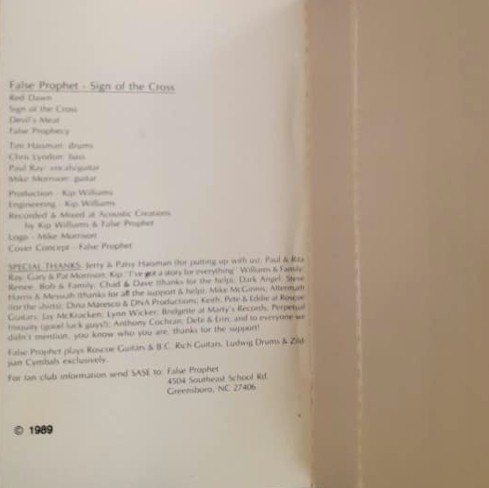 False Prophet - Sign of the Cross
Red Dawn
Sign of the Cross
Devil's Meat
False Prophecy
Tim Haisman: drums
Chris Lyndon: bass
Paul Ray: vocals/guitar
Mike Morrison: guitar
Production - Kip Williams
Engineering - Kip Williams
Recorded & Mixed at Acoustic Creations
by Kip Williams & False Prophet
Logo - Mike Morrison
Cover Concept - False Prophet
SPECIAL THANKS: Jerry & Patsy Haisman (for putting up with us), Paul & Rita
Ray; Gary & Pat Morrison; Kip "I've got a story for everything" Williams & Family;
Renee, Bob & Family; Chad & Dave (thanks for the help); Dark Angel; Steve
Harris & Messiah (thanks for all the support & help); Mike McGinnis, Aftermath
(for the shirts); Dina Maresco & DNA Productions; Keith, Pete & Eddie at Roscoe
Guitars; Jay McKracken; Lynn Wicker; Bridgette at Marty's Records; Perpetual
Iniquity (good luck guys!); Anthony Cochran; Debi & Erin, and to everyone we
didn't mention, you know who you are, thanks for the support!
False Prophet plays Roscoe Guitars & B.C. Rich Guitars, Ludwig Drums & Zild-
jian Cymbals exclusively.
For fan club information send SASE to: False Prophet
4504 Southeast School Rd.
Greensboro, NC 27406
© 1989